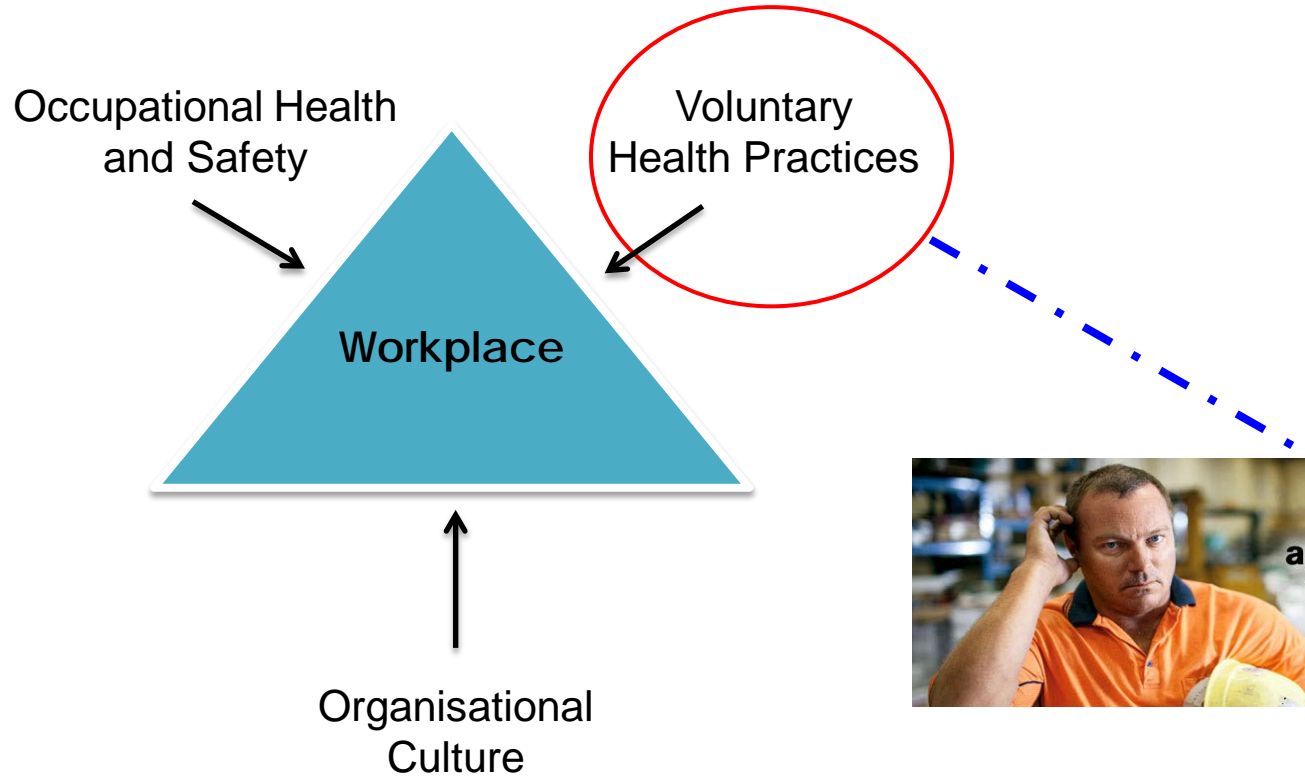 Occupational Health
and Safety
Voluntary
Health Practices
Workplace
a
Organisational
Culture